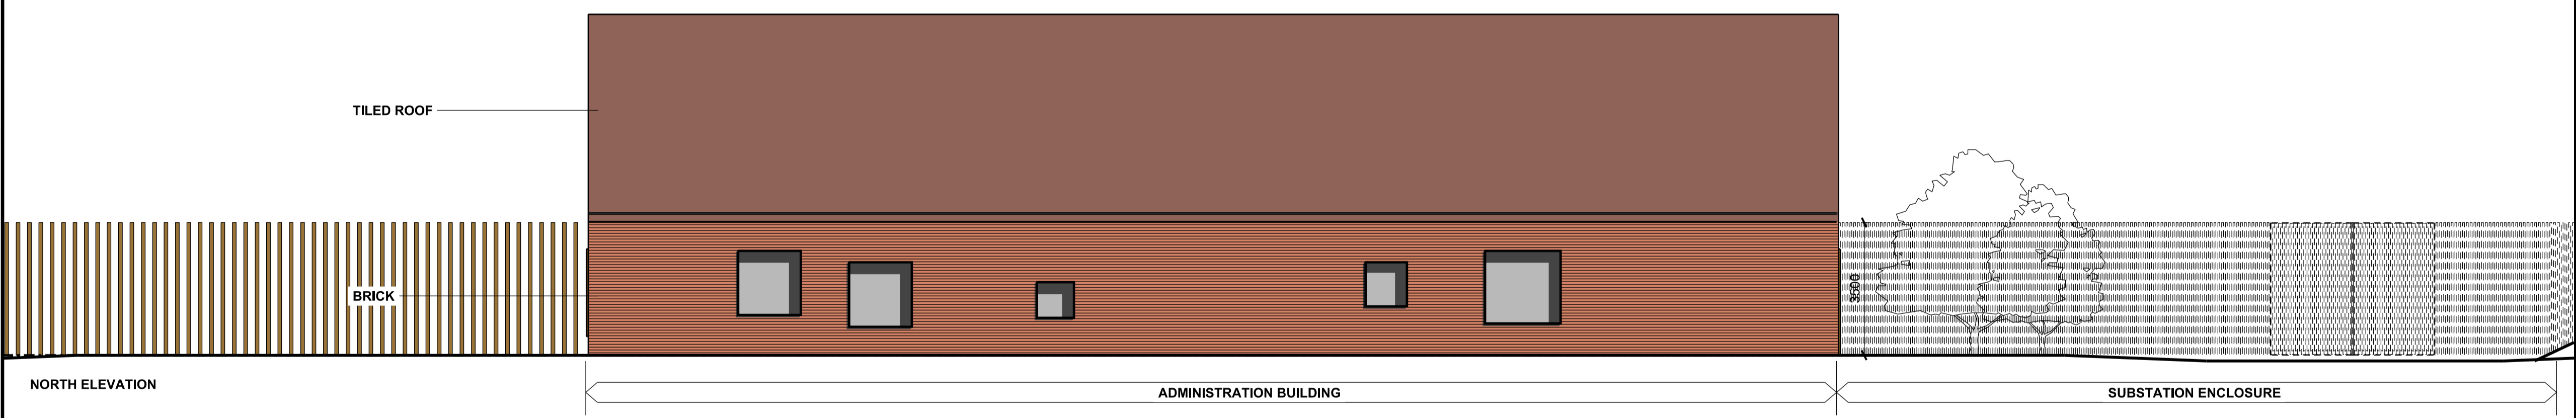 TILED ROOF
BRICK
3500
NORTH ELEVATION
ADMINISTRATION BUILDING
SUBSTATION ENCLOSURE